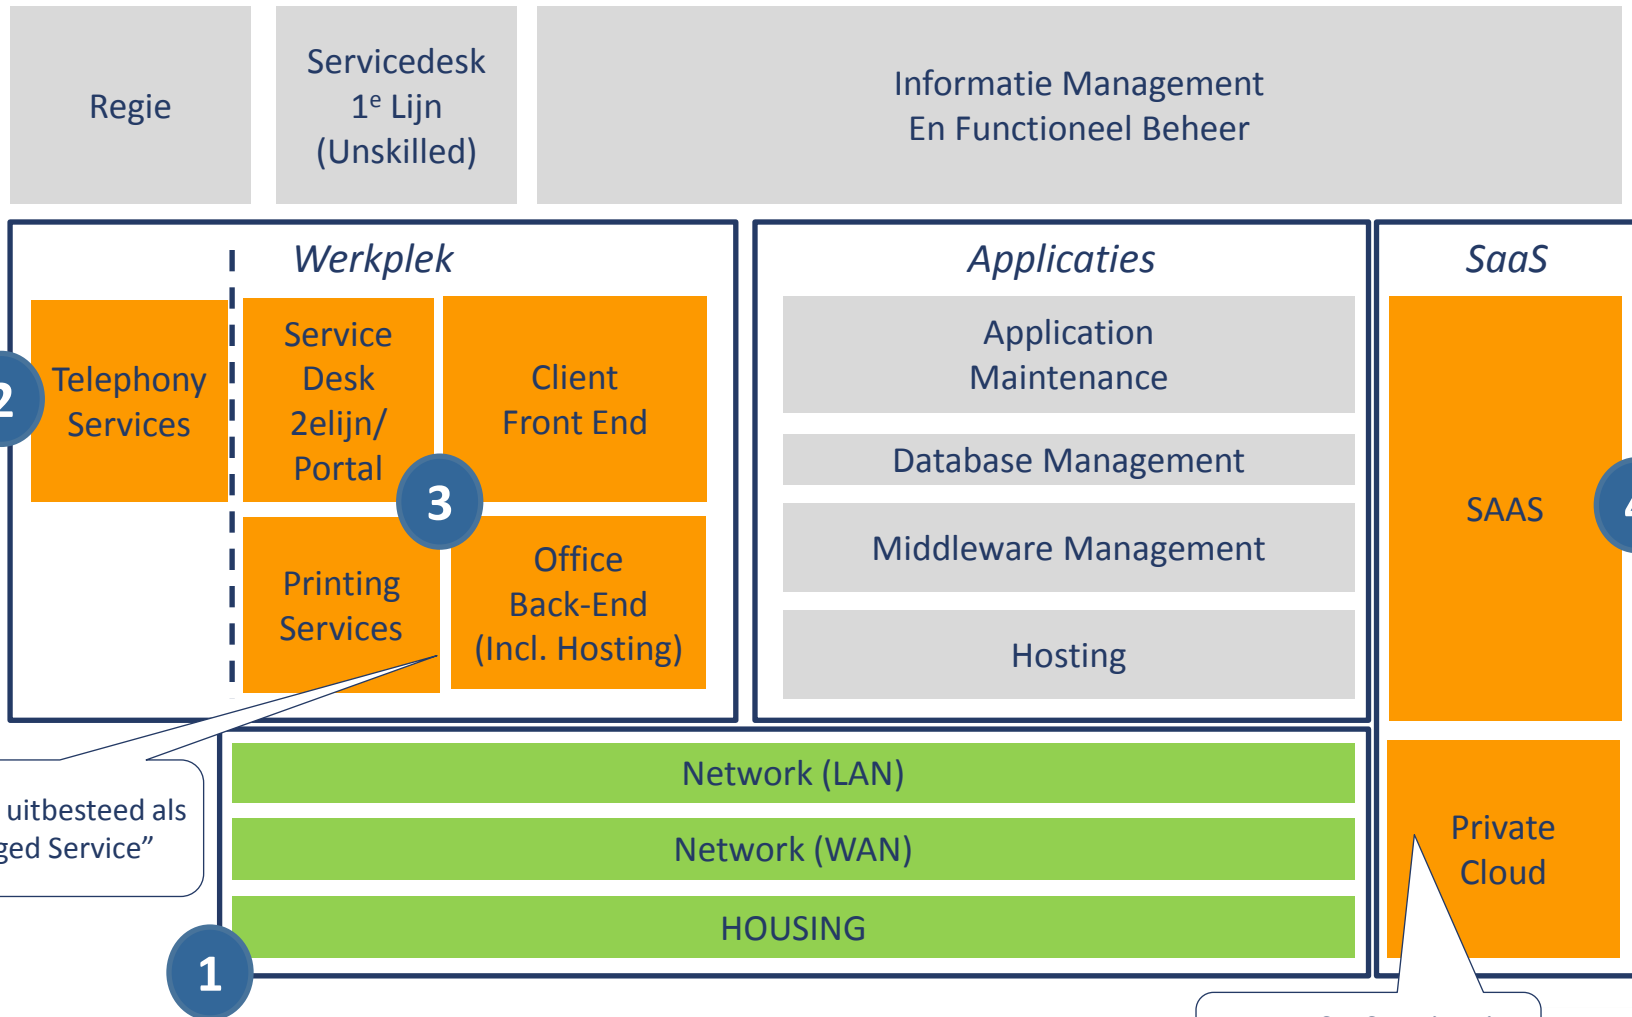 Regie
Servicedesk
1e Lijn
(Unskilled)
Informatie Management
En Functioneel Beheer
Werkplek
Telephony
Services
2
Service
Desk
2elijn/
Portal
Client
Front End
3
Printing
Services
Office
Back-End
(Incl. Hosting)
Applicaties
Application
Maintenance
Database Management
Middleware Management
Hosting
SaaS
SAAS
4
Private
Cloud
uitbesteed als
ged Service”
Network (LAN)
Network (WAN)
HOUSING
1